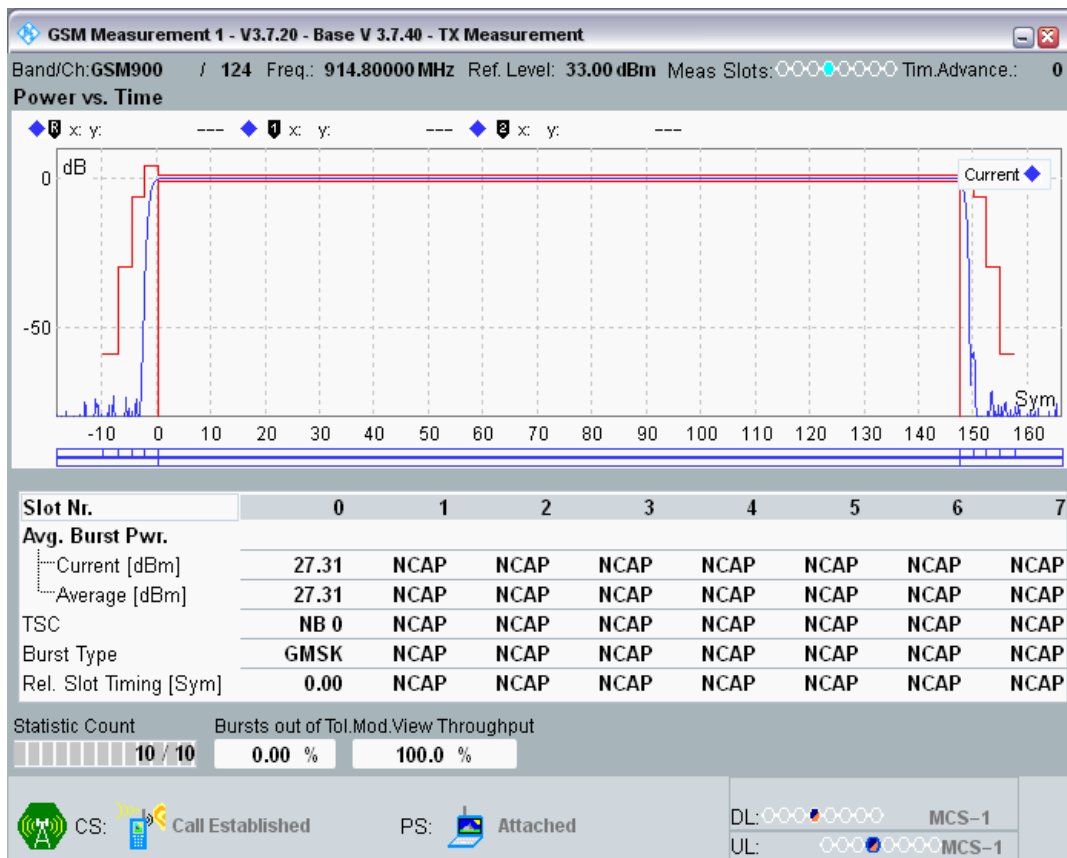 GSM Measurement 1 - V3.7.20 - Base V 3.7.40 - TX Measurement
Band/Ch:GSM900 / 124 Freq.: 914.80000 MHz Ref. Level: 33.00 dBm Meas Slots: Tim.Advance.: 0
Power vs. Time
R x: y: --- 1 x: y: --- 2 x: y: ---
dB
Current
0
-50
Sym
-10 0 10 20 30 40 50 60 70 80 90 100 110 120 130 140 150 160
Slot Nr. 0 1 2 3 4 5 6 7
Avg. Burst Pwr.
Current [dBm] 27.31 NCAP NCAP NCAP NCAP NCAP NCAP NCAP
Average [dBm] 27.31 NCAP NCAP NCAP NCAP NCAP NCAP NCAP
TSC NB 0 NCAP NCAP NCAP NCAP NCAP NCAP NCAP
Burst Type GMSK NCAP NCAP NCAP NCAP NCAP NCAP NCAP
Rel. Slot Timing [Sym] 0.00 NCAP NCAP NCAP NCAP NCAP NCAP NCAP
Statistic Count Bursts out of Tol.Mod.View Throughput
10 / 10 0.00 % 100.0 %
CS: Call Established PS: Attached DL: MCS-1
UL: MCS-1